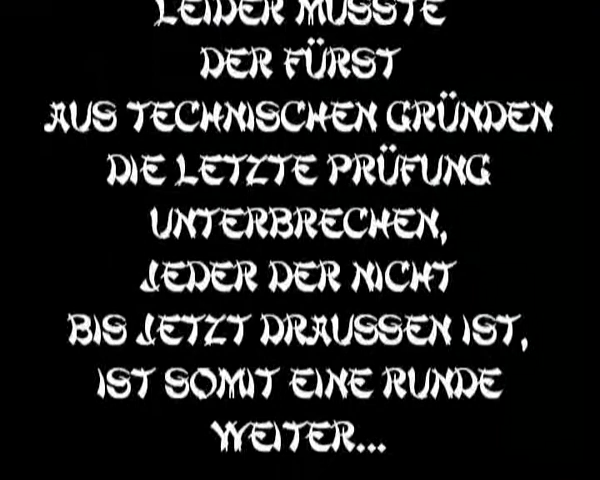 LEIDER MUSSTE
DER FÜRST
AUS TECHNISCHEN GRÜNDEN
DIE LETZTE PRÜFUNG
UNTERBRECHEN,
JEDER DER NICHT
BIS JETZT DRAUSSEN IST,
IST SOMIT EINE RUNDE
WEITER...